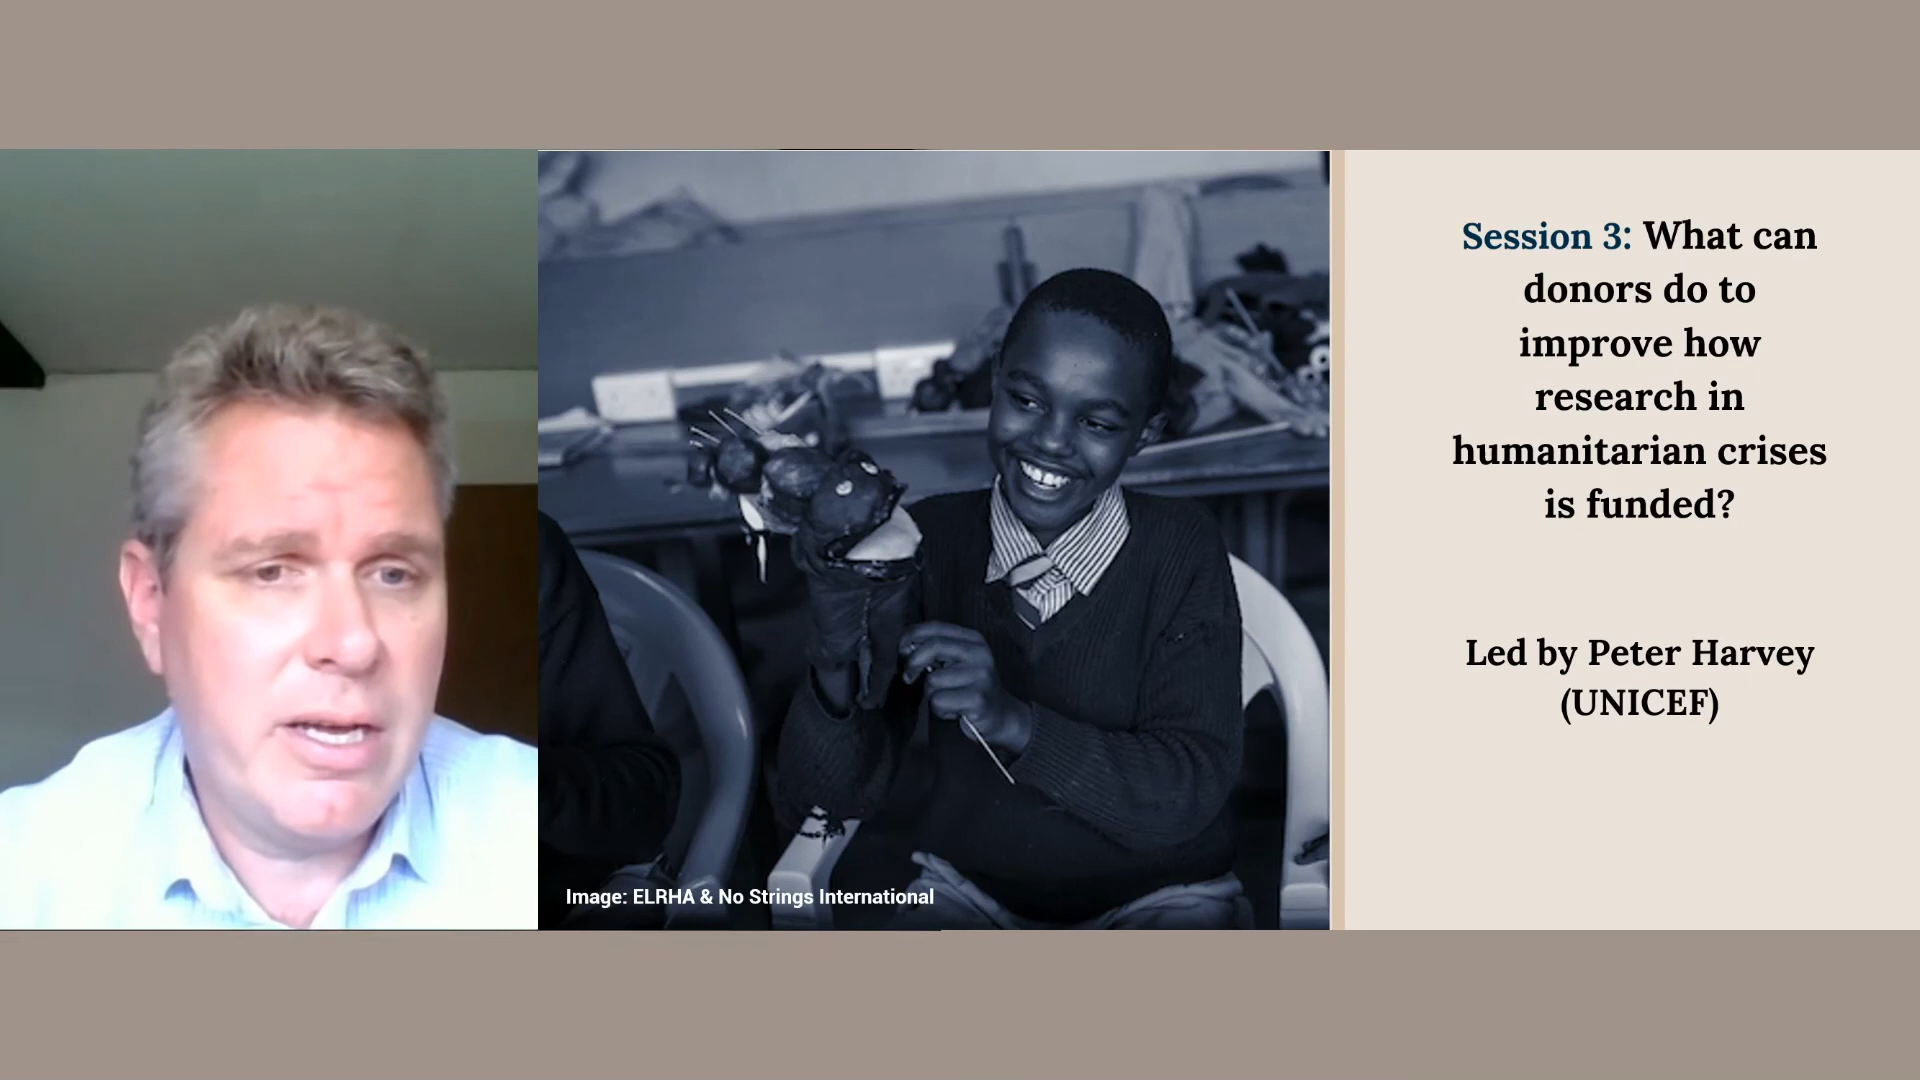 Session 3: What can
donors do to
improve how
research in
humanitarian crises
is funded?
Led by Peter Harvey
(UNICEF)
Image: ELRHA & No Strings International